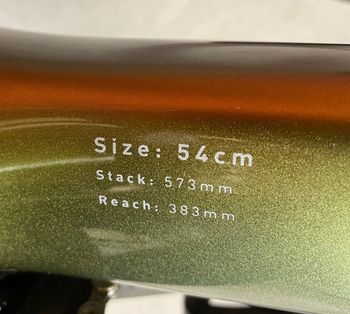 Size: 54cm
Stack: 573mm
Reach: 383mm